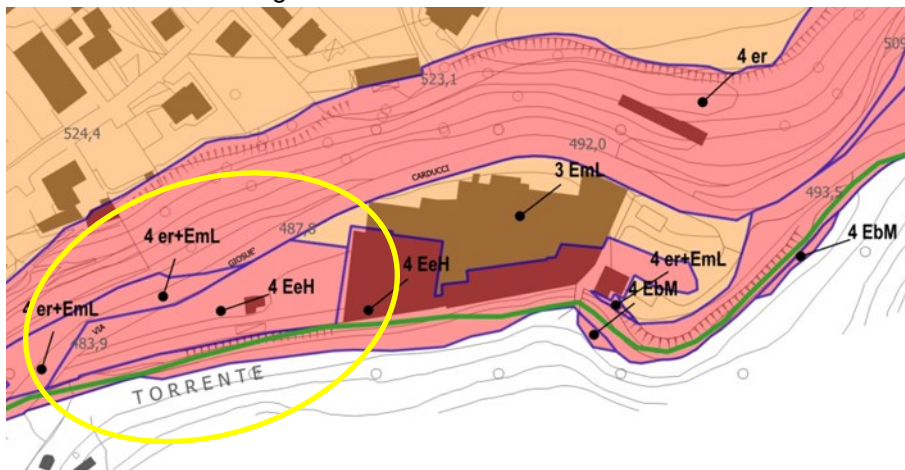 4 er
509
523,1
524,4
492,0
CARDUCCI
3 EmL
493,5
487,8
4 er+EmL
GIOSUE'
4 EbM
4 EeH
4 EeH
4 er+EmL
4 er+EmL
4 EbM
VIA
483,9
TORRENTE